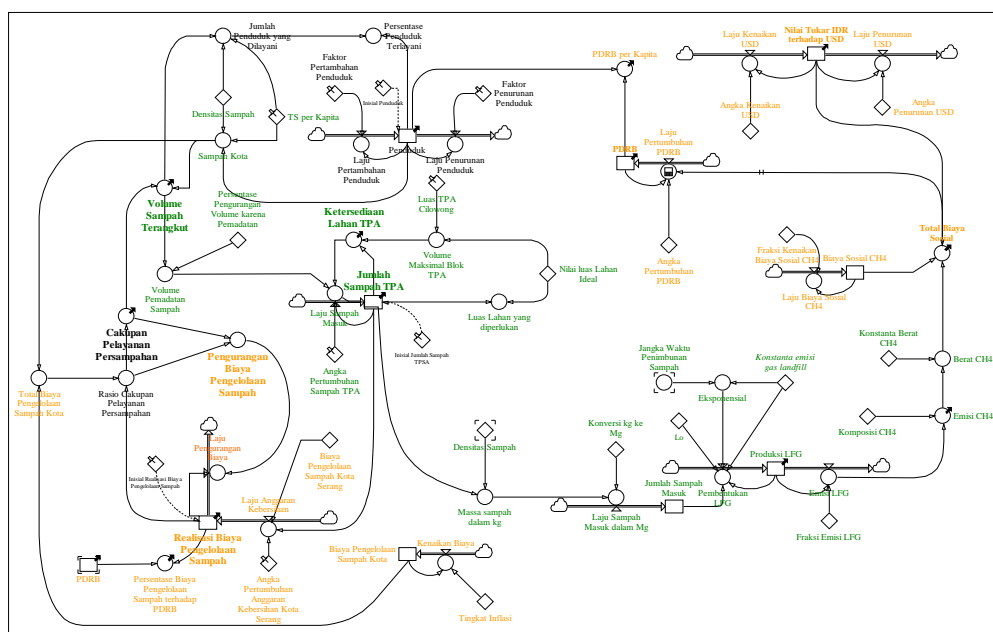 Jumlah
Penduduk yang
Dilayani
Persentase
Penduduk
Terlayani
Faktor
Pertambahan
Penduduk
Inisial Penduduk
Faktor
Penurunan
Penduduk
PDRB per Kapita
Laju Kenaikan
USD
Nilai Tukar IDR
terhadap USD
Laju Penurunan
USD
Angka Kenaikan
USD
Angka
Penurunan USD
Densitas Sampah
TS per Kapita
Sampah Kota
Laju
Pertambahan
Penduduk
Penduduk
Laju Penurunan
Penduduk
Laju
Pertumbuhan
PDRB
PDRB
Angka
Pertumbuhan
PDRB
Volume
Sampah
Terangkut
Persentase
Pengurangan
Volume karena
Pemadatan
Luas TPA
Cilowong
Ketersediaan
Lahan TPA
Volume
Maksimal Blok
TPA
Nilai luas Lahan
Ideal
Total Biaya
Sosial
Fraksi Kenaikan
Biaya Sosial CH4
Biaya Sosial CH4
Laju Biaya Sosial
CH4
Volume
Pemadatan
Sampah
Jumlah
Sampah TPA
Laju Sampah
Masuk
Luas Lahan yang
diperlukan
Inisial Jumlah Sampah
TPSA
Angka
Pertumbuhan
Sampah TPA
Cakupan
Pelayanan
Persampahan
Pengurangan
Biaya
Pengelolaan
Sampah
Total Biaya
Pengelolaan
Sampah Kota
Rasio Cakupan
Pelayanan
Persampahan
Konstanta Berat
CH4
Berat CH4
Jangka Waktu
Penimbunan
Sampah
Konstanta emisi
gas landfill
Eksponensial
Komposisi CH4
Emisi CH4
Laju
Pengurangan
Biaya
Biaya
Pengelolaan
Sampah Kota
Serang
Densitas Sampah
Konversi kg ke
Mg
Lo
Inisial Realisasi Biaya
Pengelolaan Sampah
Laju Anggaran
Kebersihan
Massa sampah
dalam kg
Laju Sampah
Masuk dalam Mg
Jumlah Sampah
Masuk
Pembentukan
LFG
Produksi LFG
Emisi LFG
Fraksi Emisi LFG
Realisasi Biaya
Pengelolaan
Sampah
PDRB
Persentase Biaya
Pengelolaan
Sampah terhadap
PDRB
Angka
Pertumbuhan
Anggaran
Kebersihan Kota
Serang
Biaya Pengelolaan
Sampah Kota
Kenaikan Biaya
Tingkat Inflasi